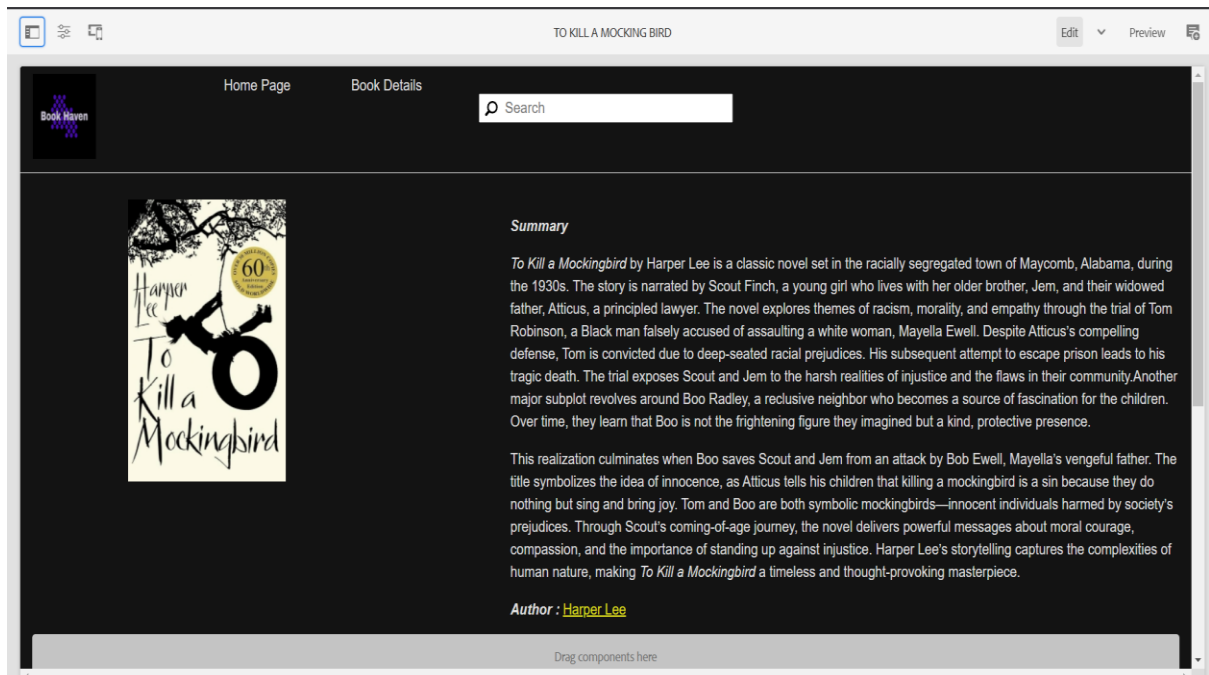 TO KILL A MOCKING BIRD
Edit
Preview
Book Haven
Home Page
Book Details
Search
Harper
Lee
60
To
Kill a
Mockingbird
Summary
To Kill a Mockingbird by Harper Lee is a classic novel set in the racially segregated town of Maycomb, Alabama, during
the 1930s. The story is narrated by Scout Finch, a young girl who lives with her older brother, Jem, and their widowed
father, Atticus, a principled lawyer. The novel explores themes of racism, morality, and empathy through the trial of Tom
Robinson, a Black man falsely accused of assaulting a white woman, Mayella Ewell. Despite Atticus's compelling
defense, Tom is convicted due to deep-seated racial prejudices. His subsequent attempt to escape prison leads to his
tragic death. The trial exposes Scout and Jem to the harsh realities of injustice and the flaws in their community.Another
major subplot revolves around Boo Radley, a reclusive neighbor who becomes a source of fascination for the children.
Over time, they learn that Boo is not the frightening figure they imagined but a kind, protective presence.
This realization culminates when Boo saves Scout and Jem from an attack by Bob Ewell, Mayella's vengeful father. The
title symbolizes the idea of innocence, as Atticus tells his children that killing a mockingbird is a sin because they do
nothing but sing and bring joy. Tom and Boo are both symbolic mockingbirds—innocent individuals harmed by society's
prejudices. Through Scout's coming-of-age journey, the novel delivers powerful messages about moral courage,
compassion, and the importance of standing up against injustice. Harper Lee's storytelling captures the complexities of
human nature, making To Kill a Mockingbird a timeless and thought-provoking masterpiece.
Author : Harper Lee
Drag components here